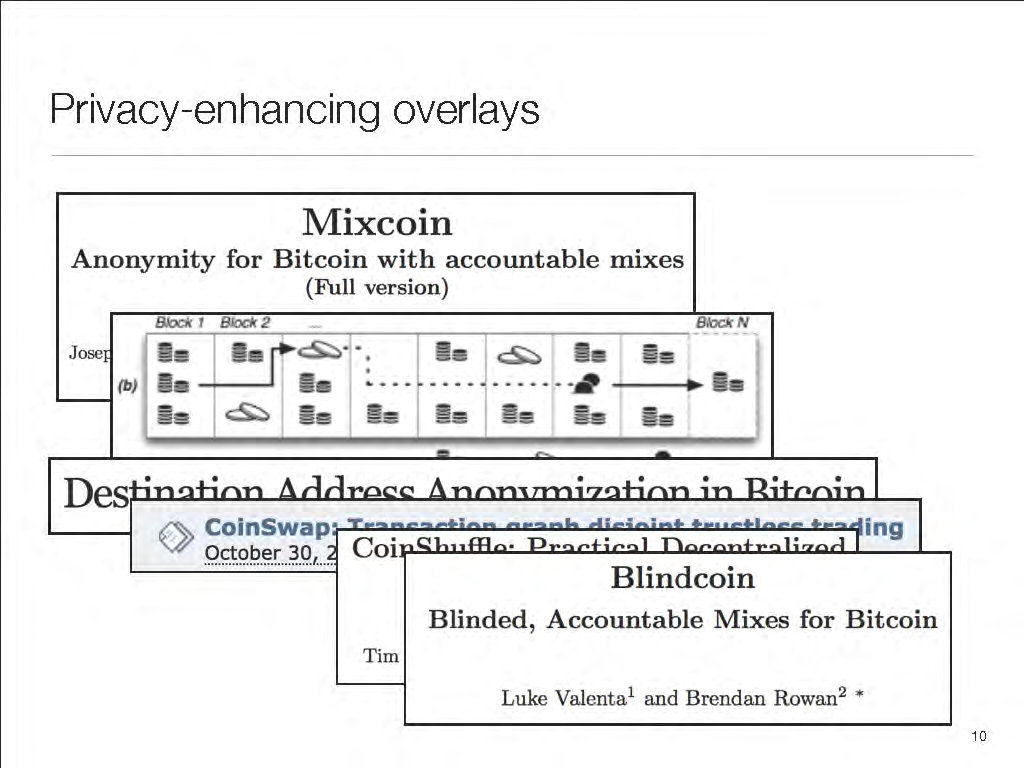 Privacy-enhancing overlays
Mixcoin
Anonymity for Bitcoin with accountable mixes
(Full version)
Josep
Block 1 Block 2 ... Block N
(b)
Destination Address Anonymization in Bitcoin
CoinSwap: Transaction graph disjoint trustless trading
October 30, 2
CoinShuffle: Practical Decentralized
Tim
Blindcoin
Blinded, Accountable Mixes for Bitcoin
Luke Valenta1 and Brendan Rowan2 *
10